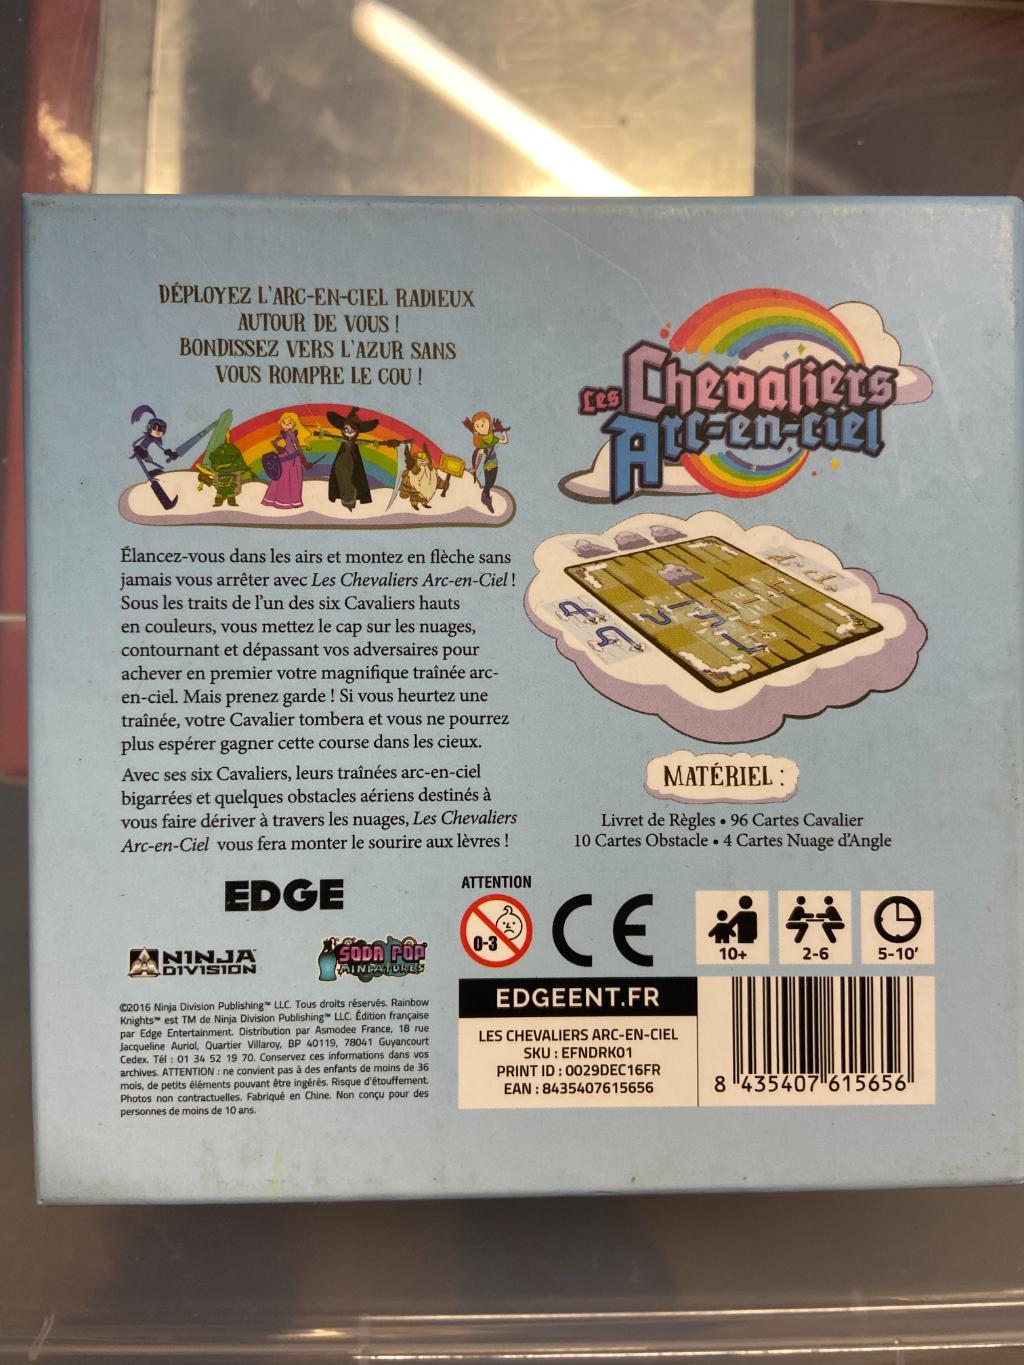 DÉPLOYEZ L'ARC-EN-CIEL RADIEUX
AUTOUR DE VOUS !
BONDISSEZ VERS L'AZUR SANS
VOUS ROMPRE LE COU !
Les Chevaliers
Arc-en-ciel
Élancez-vous dans les airs et montez en flèche sans
jamais vous arrêter avec Les Chevaliers Arc-en-Ciel !
Sous les traits de l'un des six Cavaliers hauts
en couleurs, vous mettez le cap sur les nuages,
contournant et dépassant vos adversaires pour
achever en premier votre magnifique traînée arc-
en-ciel. Mais prenez garde ! Si vous heurtez une
traînée, votre Cavalier tombera et vous ne pourrez
plus espérer gagner cette course dans les cieux.
Avec ses six Cavaliers, leurs traînées arc-en-ciel
bigarrées et quelques obstacles aériens destinés à
vous faire dériver à travers les nuages, Les Chevaliers
Arc-en-Ciel vous fera monter le sourire aux lèvres !
MATÉRIEL :
Livret de Règles • 96 Cartes Cavalier
10 Cartes Obstacle • 4 Cartes Nuage d'Angle
EDGE
NINJA
DIVISION™
SODA POP
MINIATURES
©2016 Ninja Division Publishing™ LLC. Tous droits réservés. Rainbow
Knights™ est TM de Ninja Division Publishing™ LLC. Édition française
par Edge Entertainment. Distribution par Asmodee France, 18 rue
Jacqueline Auriol, Quartier Villaroy, BP 40119, 78041 Guyancourt
Cedex. Tél : 01 34 52 19 70. Conservez ces informations dans vos
archives. ATTENTION : ne convient pas à des enfants de moins de 36
mois, de petits éléments pouvant être ingérés. Risque d'étouffement.
Photos non contractuelles. Fabriqué en Chine. Non conçu pour des
personnes de moins de 10 ans.
ATTENTION
0-3
CE
10+
2-6
5-10'
EDGEENT.FR
LES CHEVALIERS ARC-EN-CIEL
SKU : EFNDRK01
PRINT ID : 0029DEC16FR
EAN : 8435407615656
8 435407 615656